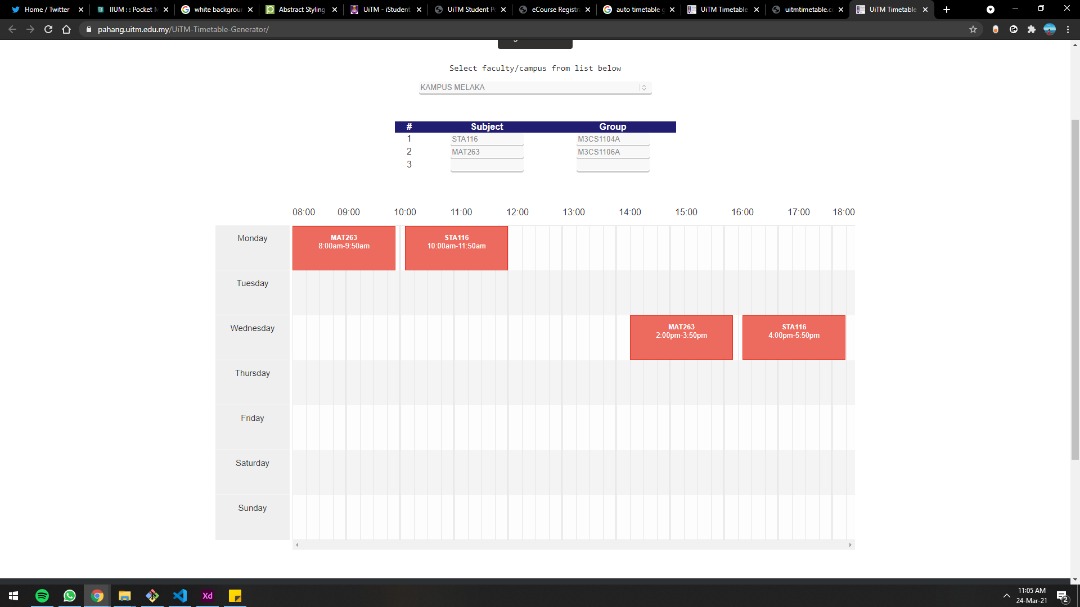 Home / Twitter
IIUM : : Pocket
white backgrou
Abstract Styling
UiTM - iStudent
UiTM Student P
eCourse Registr
auto timetable
UiTM Timetable
uitmtimetable.c
UiTM Timetable
pahang.uitm.edu.my/UiTM-Timetable-Generator/
Select faculty/campus from list below
KAMPUS MELAKA
# Subject Group
1 STA116 M3CS1104A
2 MAT263 M3CS1106A
3
08:00 09:00 10:00 11:00 12:00 13:00 14:00 15:00 16:00 17:00 18:00
Monday
MAT263
8:00am-9:50am
STA116
10:00am-11:50am
Tuesday
Wednesday
MAT263
2:00pm-3:50pm
STA116
4:00pm-5:50pm
Thursday
Friday
Saturday
Sunday
Xd
11:05 AM
24-Mar-21
2